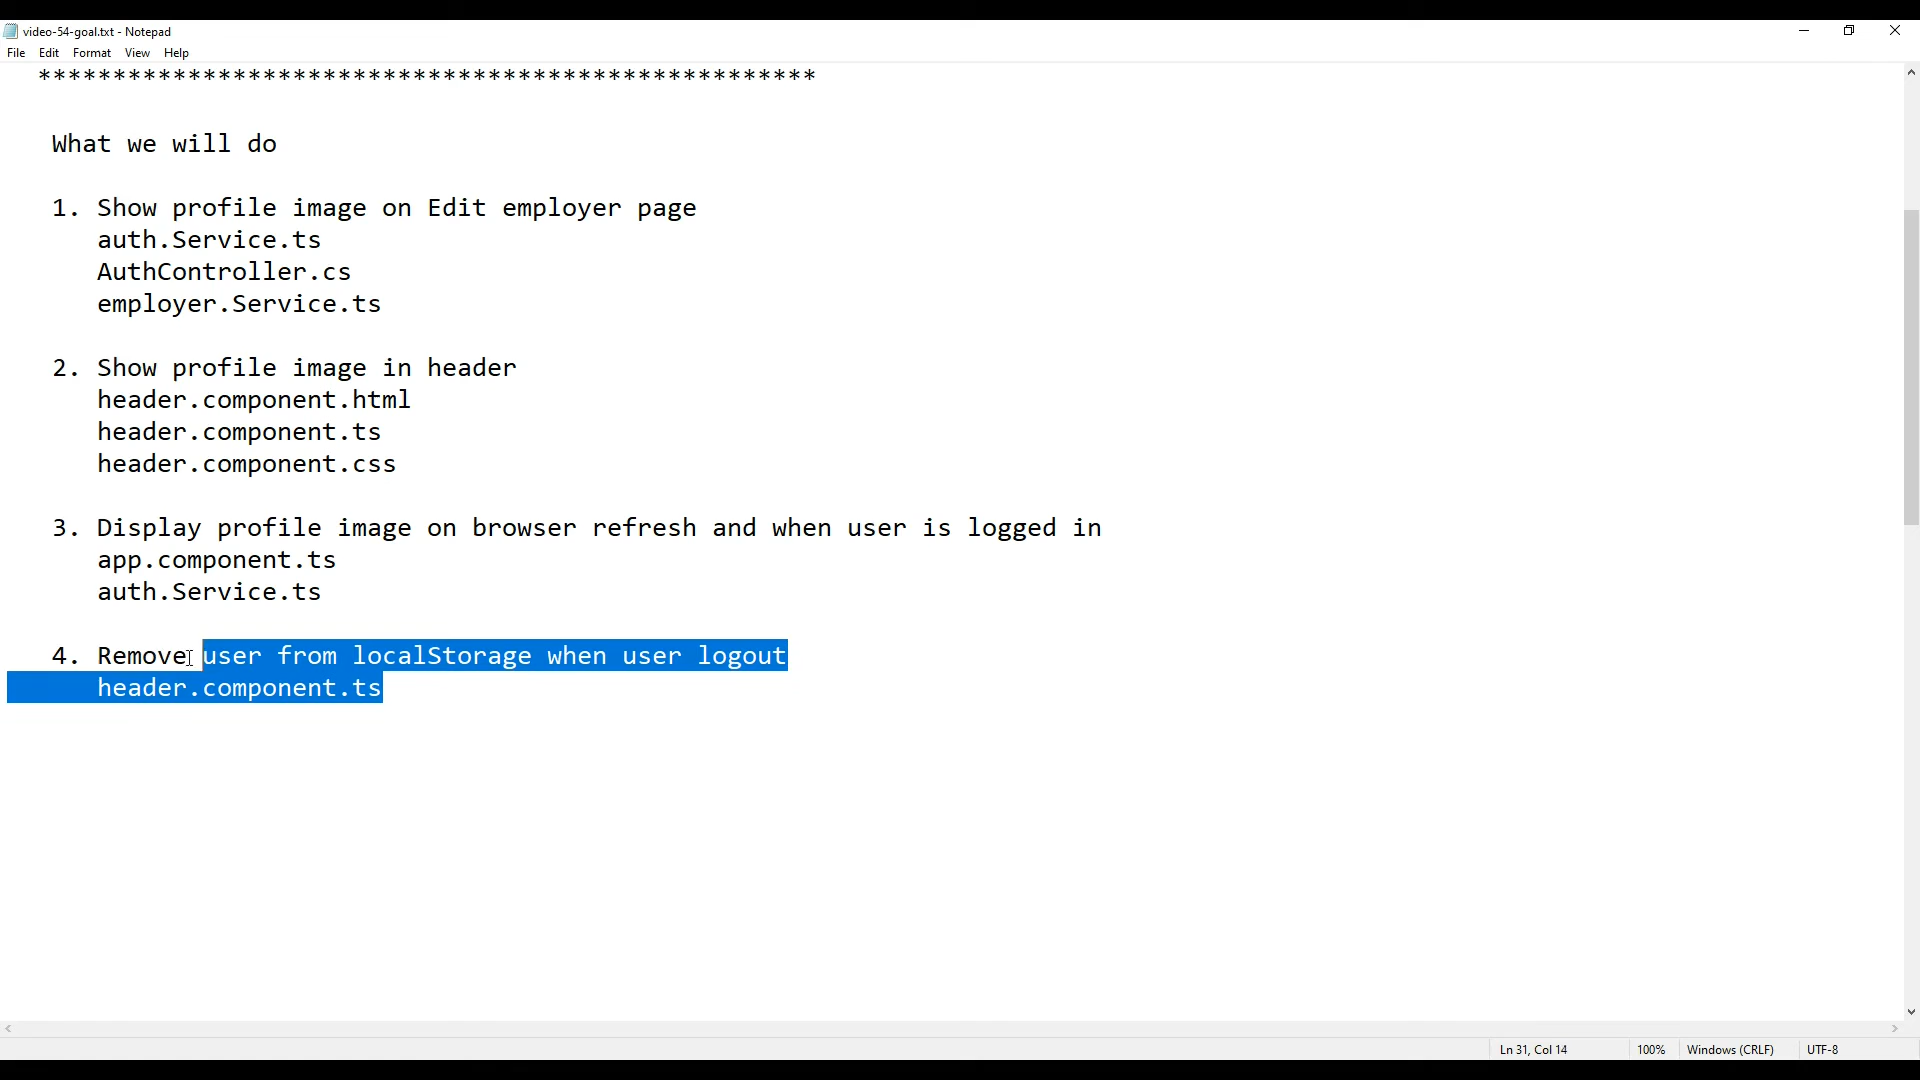 video-54-goal.txt - Notepad
File Edit Format View Help
****************************************************
What we will do
1. Show profile image on Edit employer page
auth.Service.ts
AuthController.cs
employer.Service.ts
2. Show profile image in header
header.component.html
header.component.ts
header.component.css
3. Display profile image on browser refresh and when user is logged in
app.component.ts
auth.Service.ts
4. Remove user from localStorage when user logout
header.component.ts
Ln 31, Col 14 100% Windows (CRLF) UTF-8